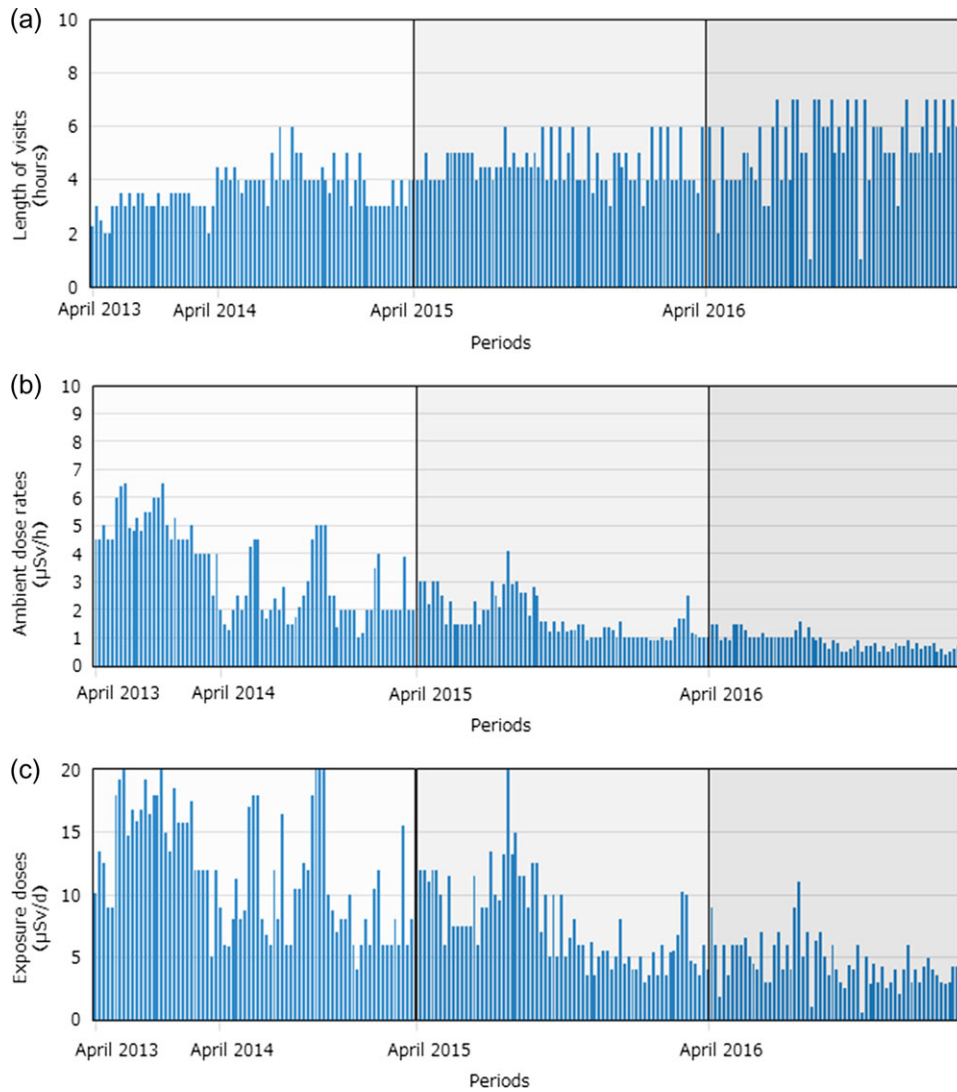 (a)
10
8
6
4
2
0
Length of visits
(hours)
April 2013 April 2014 April 2015 April 2016
Periods
(b)
10
9
8
7
6
5
4
3
2
1
0
Ambient dose rates
(μSv/h)
April 2013 April 2014 April 2015 April 2016
Periods
(c)
20
15
10
5
0
Exposure doses
(μSv/d)
April 2013 April 2014 April 2015 April 2016
Periods